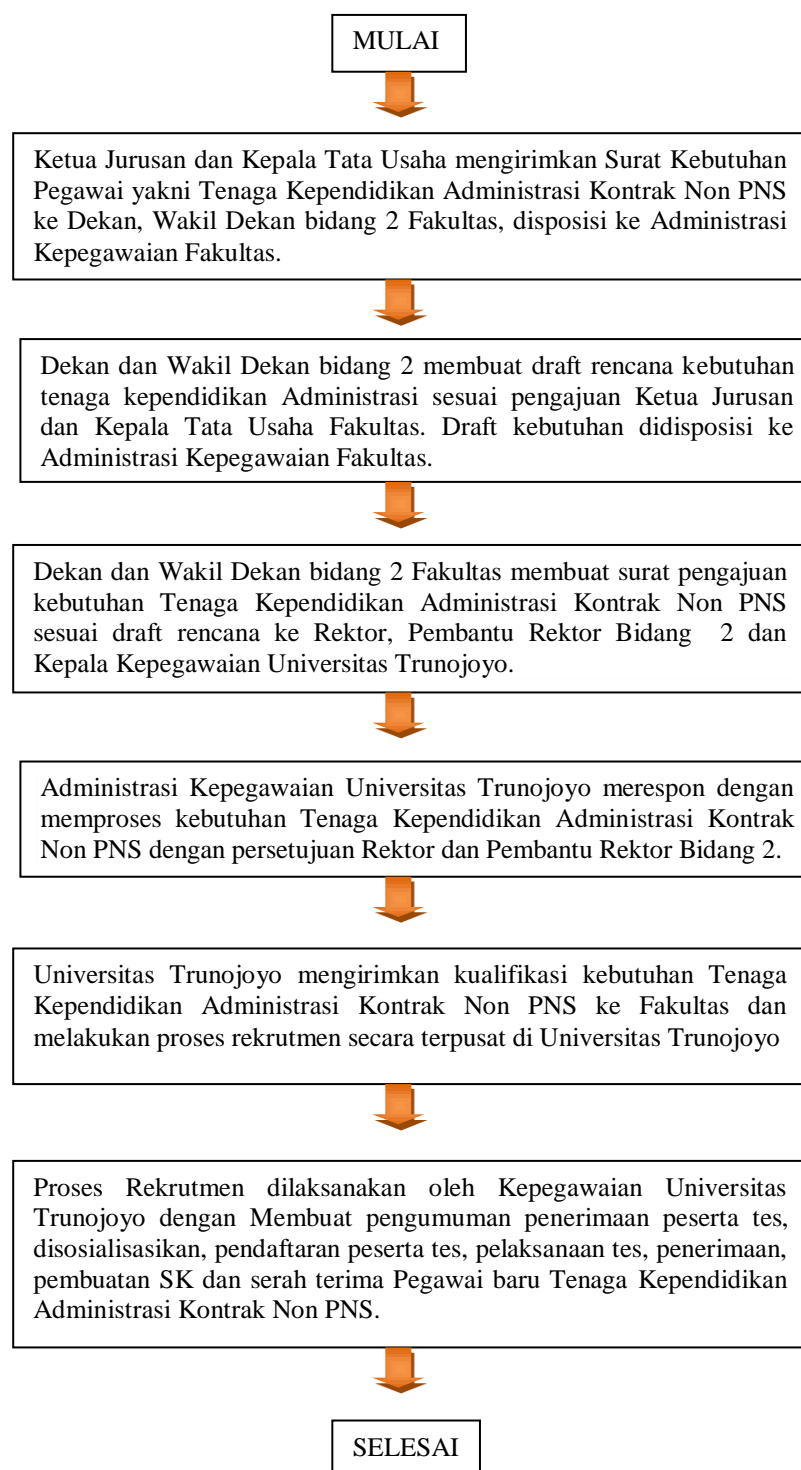 MULAI
Ketua Jurusan dan Kepala Tata Usaha mengirimkan Surat Kebutuhan
Pegawai yakni Tenaga Kependidikan Administrasi Kontrak Non PNS
ke Dekan, Wakil Dekan bidang 2 Fakultas, disposisi ke Administrasi
Kepegawaian Fakultas.
Dekan dan Wakil Dekan bidang 2 membuat draft rencana kebutuhan
tenaga kependidikan Administrasi sesuai pengajuan Ketua Jurusan
dan Kepala Tata Usaha Fakultas. Draft kebutuhan didisposisi ke
Administrasi Kepegawaian Fakultas.
Dekan dan Wakil Dekan bidang 2 Fakultas membuat surat pengajuan
kebutuhan Tenaga Kependidikan Administrasi Kontrak Non PNS
sesuai draft rencana ke Rektor, Pembantu Rektor Bidang 2 dan
Kepala Kepegawaian Universitas Trunojoyo.
Administrasi Kepegawaian Universitas Trunojoyo merespon dengan
memproses kebutuhan Tenaga Kependidikan Administrasi Kontrak
Non PNS dengan persetujuan Rektor dan Pembantu Rektor Bidang 2.
Universitas Trunojoyo mengirimkan kualifikasi kebutuhan Tenaga
Kependidikan Administrasi Kontrak Non PNS ke Fakultas dan
melakukan proses rekrutmen secara terpusat di Universitas Trunojoyo
Proses Rekrutmen dilaksanakan oleh Kepegawaian Universitas
Trunojoyo dengan Membuat pengumuman penerimaan peserta tes,
disosialisasikan, pendaftaran peserta tes, pelaksanaan tes, penerimaan,
pembuatan SK dan serah terima Pegawai baru Tenaga Kependidikan
Administrasi Kontrak Non PNS.
SELESAI